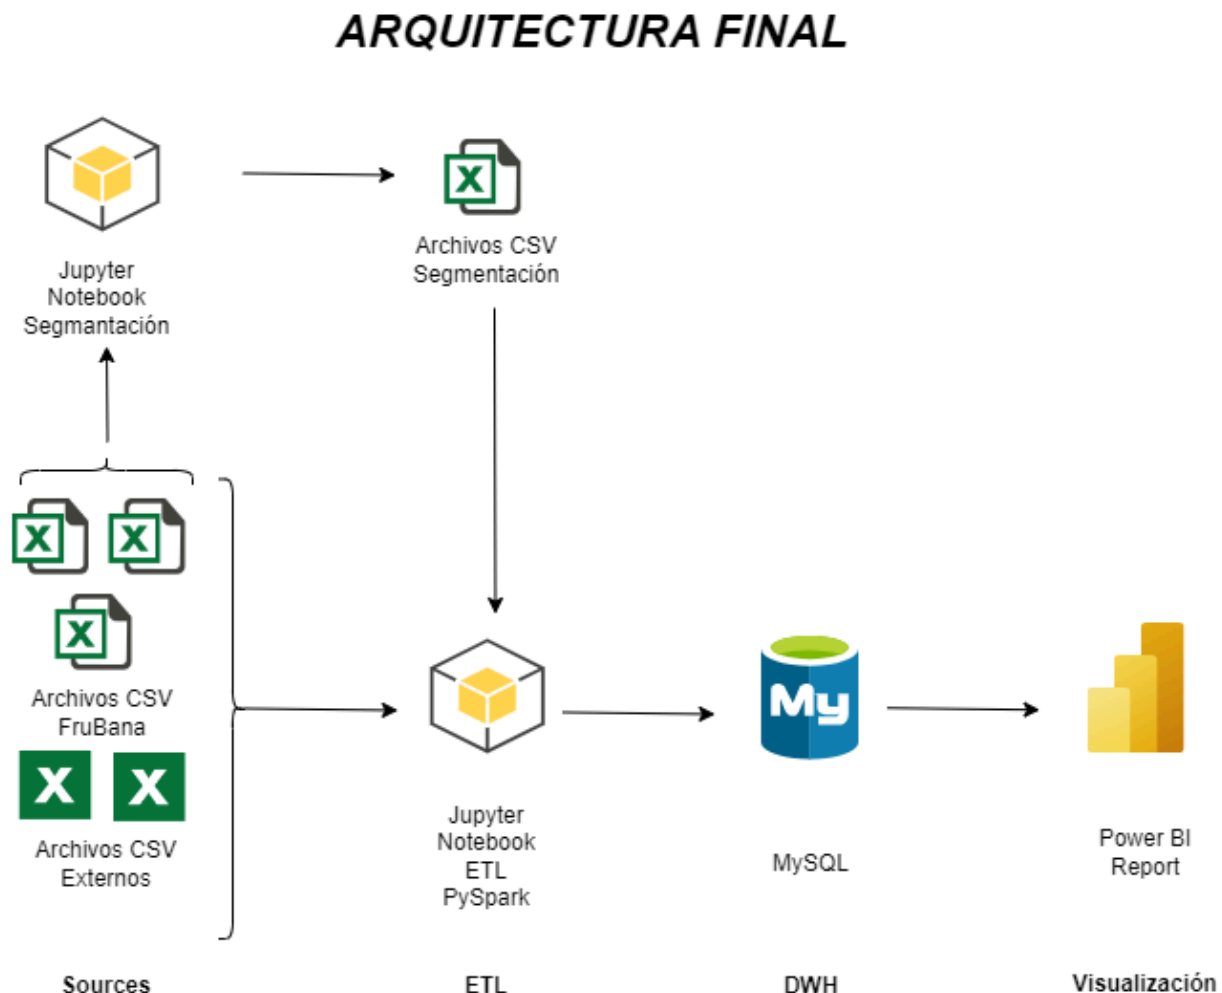 ARQUITECTURA FINAL
Jupyter
Notebook
Segmantación
X
Archivos CSV
Segmentación
X
X
X
Archivos CSV
FruBana
X
X
Archivos CSV
Externos
Jupyter
Notebook
ETL
PySpark
My
MySQL
Power BI
Report
Sources
ETL
DWH
Visualización